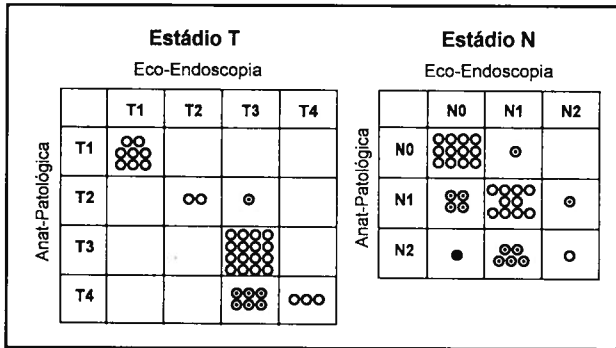 Estádio T
Eco-Endoscopia
T1 T2 T3 T4
Anat-Patológica
T1
T2
T3
T4
Estádio N
Eco-Endoscopia
N0 N1 N2
Anat-Patológica
N0
N1
N2